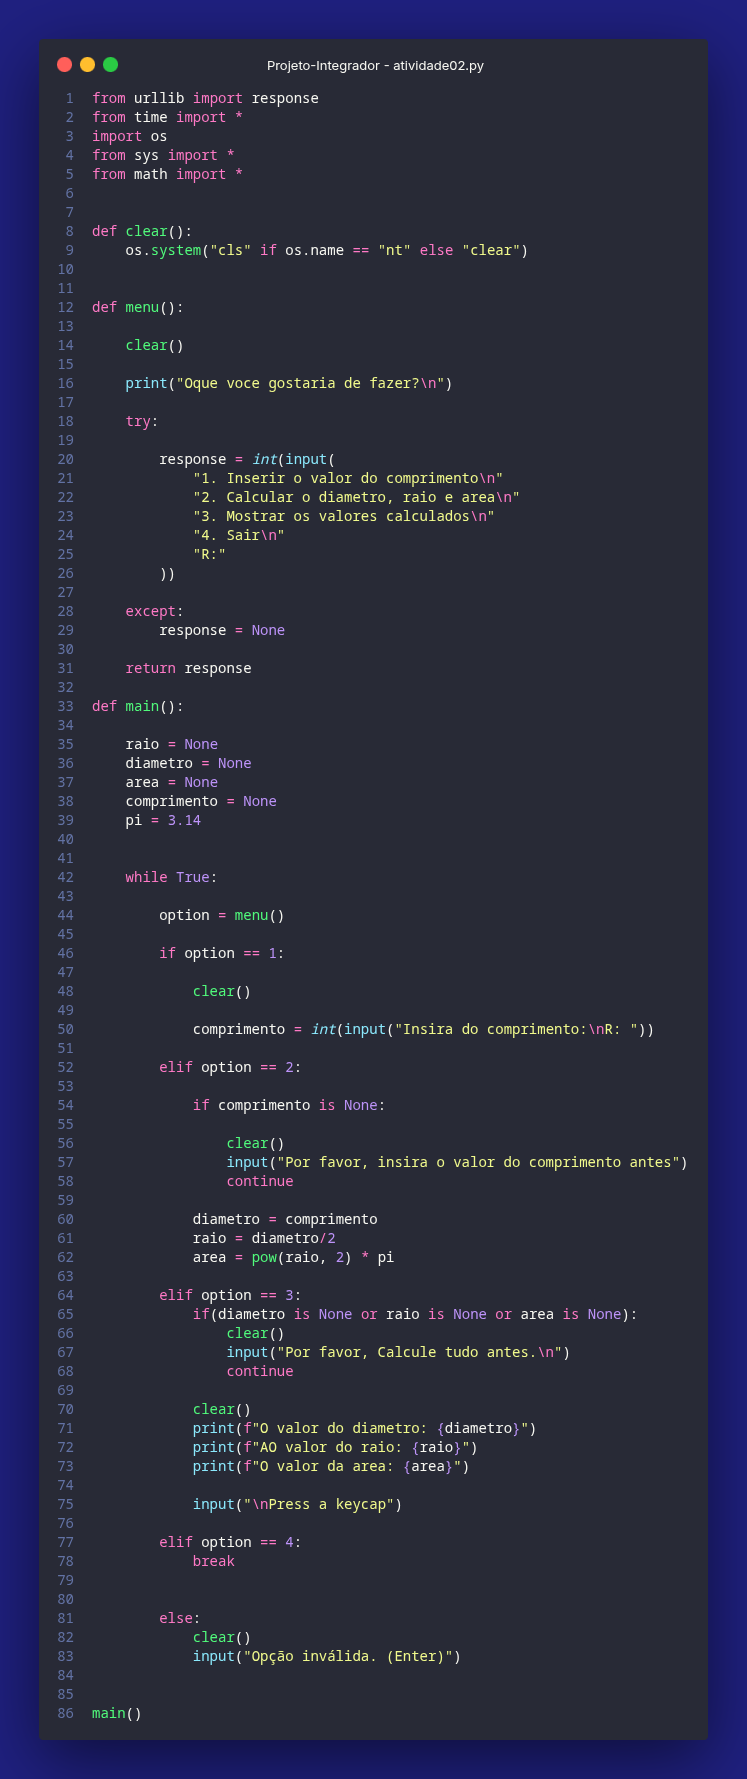 Projeto-Integrador - atividade02.py
1 from urllib import response
2 from time import *
3 import os
4 from sys import *
5 from math import *
6
7
8 def clear():
9     os.system("cls" if os.name == "nt" else "clear")
10
11
12 def menu():
13
14     clear()
15
16     print("Oque voce gostaria de fazer?\n")
17
18     try:
19
20         response = int(input(
21             "1. Inserir o valor do comprimento\n"
22             "2. Calcular o diametro, raio e area\n"
23             "3. Mostrar os valores calculados\n"
24             "4. Sair\n"
25             "R:"
26         ))
27
28     except:
29         response = None
30
31     return response
32
33 def main():
34
35     raio = None
36     diametro = None
37     area = None
38     comprimento = None
39     pi = 3.14
40
41
42     while True:
43
44         option = menu()
45
46         if option == 1:
47
48             clear()
49
50             comprimento = int(input("Insira do comprimento:\nR: "))
51
52         elif option == 2:
53
54             if comprimento is None:
55
56                 clear()
57                 input("Por favor, insira o valor do comprimento antes")
58                 continue
59
60             diametro = comprimento
61             raio = diametro/2
62             area = pow(raio, 2) * pi
63
64         elif option == 3:
65             if(diametro is None or raio is None or area is None):
66                 clear()
67                 input("Por favor, Calcule tudo antes.\n")
68                 continue
69
70             clear()
71             print(f"O valor do diametro: {diametro}")
72             print(f"AO valor do raio: {raio}")
73             print(f"O valor da area: {area}")
74
75             input("\nPress a keycap")
76
77         elif option == 4:
78             break
79
80
81         else:
82             clear()
83             input("Opção inválida. (Enter)")
84
85
86 main()